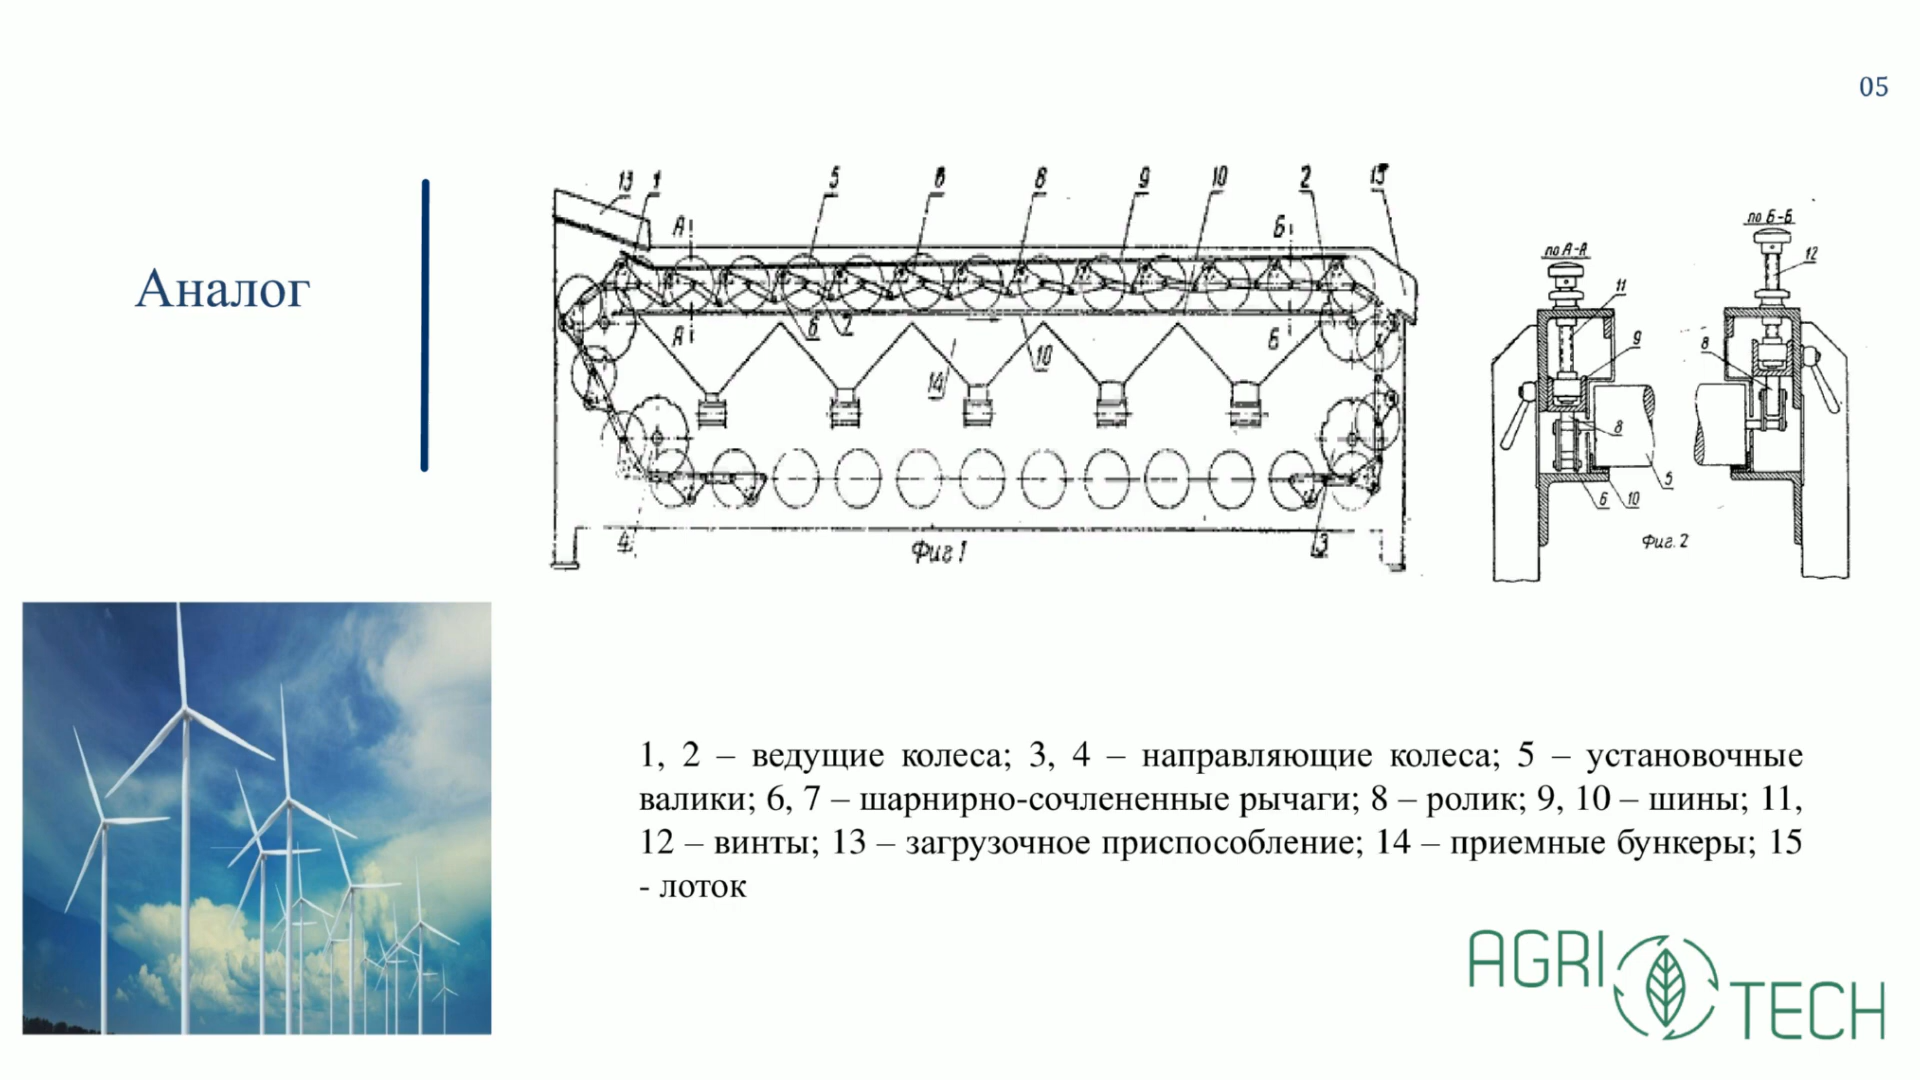 05
Аналог
13 1 5 6 8 9 10 2 15
А Б
6 7
А Б
14 10
4 3
Фиг 1
по А-А
по Б-Б
12
11
9
8
8
5
6 10
Фиг. 2
1, 2 – ведущие колеса; 3, 4 – направляющие колеса; 5 – установочные
валики; 6, 7 – шарнирно-сочлененные рычаги; 8 – ролик; 9, 10 – шины; 11,
12 – винты; 13 – загрузочное приспособление; 14 – приемные бункеры; 15
- лоток
AGRI
TECH